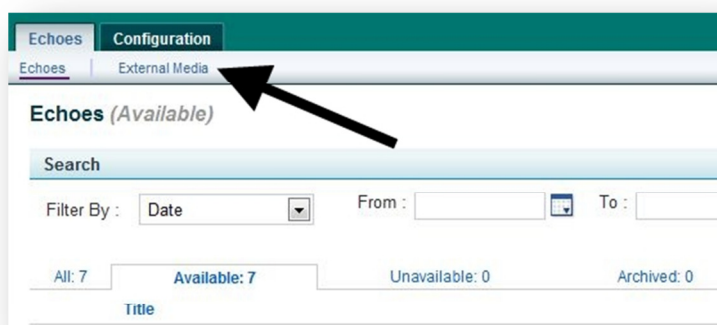 Echoes Configuration
Echoes External Media
Echoes (Available)
Search
Filter By : Date From : To :
All: 7 Available: 7 Unavailable: 0 Archived: 0
Title